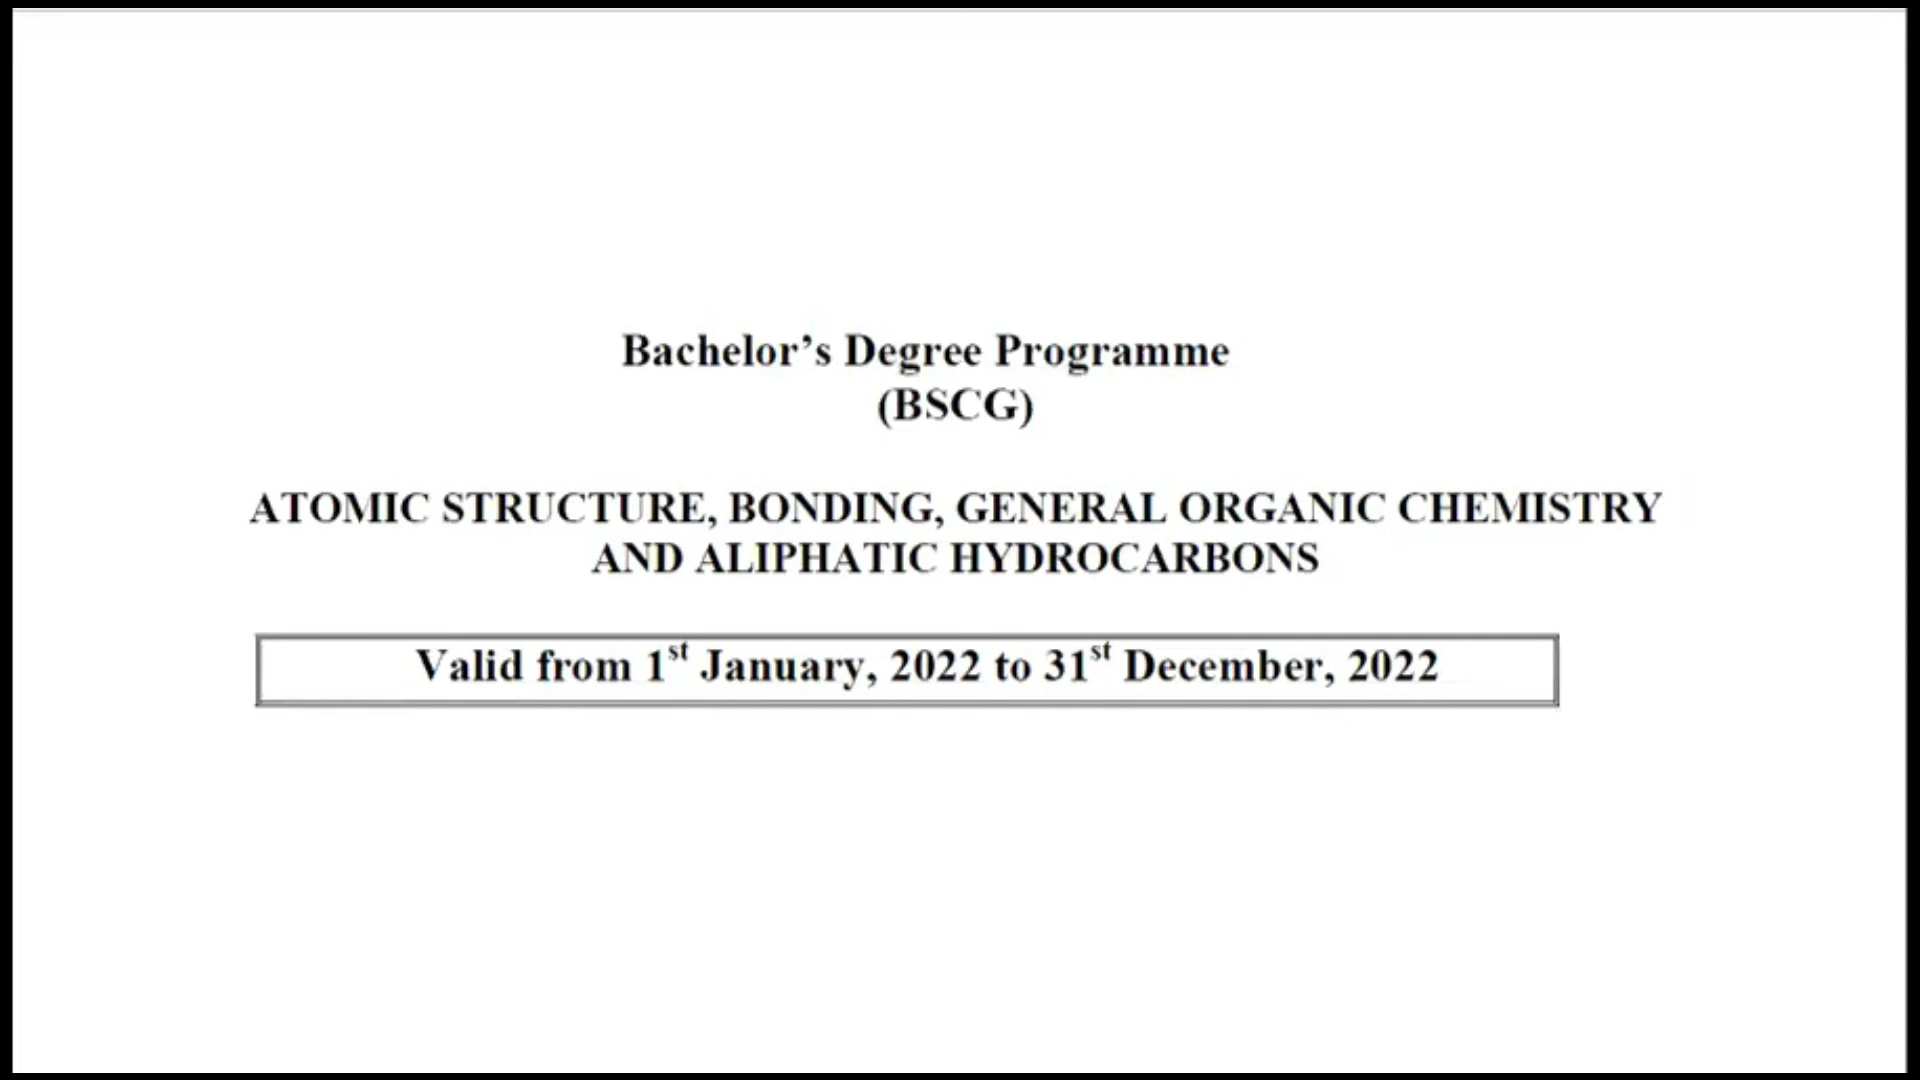 Bachelor’s Degree Programme
(BSCG)
ATOMIC STRUCTURE, BONDING, GENERAL ORGANIC CHEMISTRY
AND ALIPHATIC HYDROCARBONS
Valid from 1st January, 2022 to 31st December, 2022